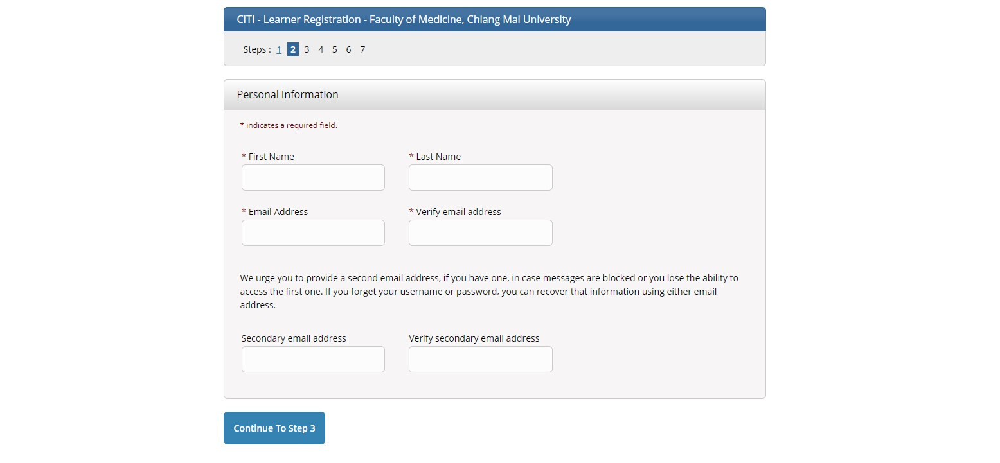 CITI - Learner Registration - Faculty of Medicine, Chiang Mai University
Steps : 1 2 3 4 5 6 7
Personal Information
* indicates a required field.
* First Name * Last Name
* Email Address * Verify email address
We urge you to provide a second email address, if you have one, in case messages are blocked or you lose the ability to
access the first one. If you forget your username or password, you can recover that information using either email
address.
Secondary email address Verify secondary email address
Continue To Step 3